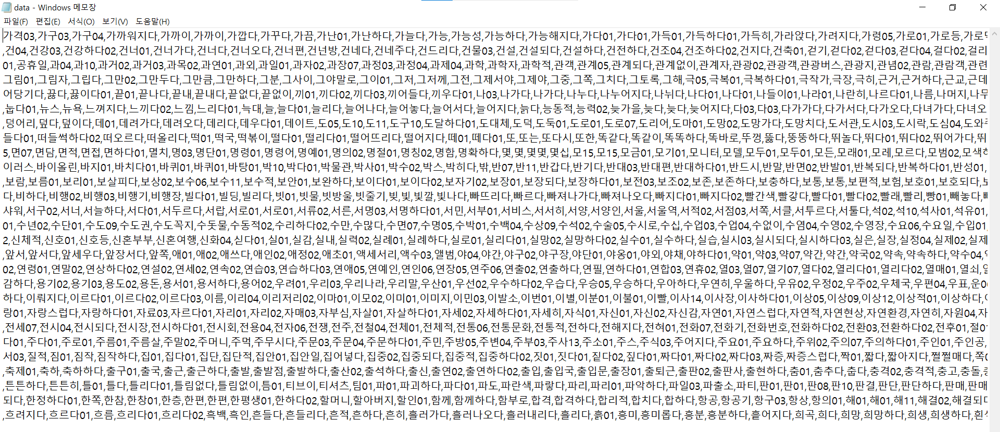 data - Windows 메모장
파일(F) 편집(E) 서식(O) 보기(V) 도움말(H)
가격03,가구03,가구04,가까워지다,가까이,가까이,가깝다,가꾸다,가끔,가난01,가난하다,가늘다,가능,가능성,가능하다,가능해지다,가다01,가다01,가득01,가득하다01,가득히,가라앉다,가려지다,가령05,가로01,가로등,
,건04,건강03,건강하다02,건너01,건너가다,건너다,건너오다,건너편,건넌방,건네다,건네주다,건드리다,건물03,건설,건설되다,건설하다,건전하다,건조04,건조하다02,건지다,건축01,걷기,걷다02,걷다03,걷다04,걸다02,걸리
01,공휴일,과04,과10,과거02,과거03,과목02,과연01,과외,과일01,과자02,과장07,과정03,과정04,과제04,과학,과학자,과학적,관객,관계05,관계되다,관계없이,관계자,관광02,관광객,관광버스,관광지,관념02,관람,관람객,관련
그림01,그림자,그립다,그만02,그만두다,그만큼,그만하다,그분,그사이,그야말로,그이01,그저,그저께,그전,그제서야,그제야,그중,그쪽,그치다,그토록,그해,극05,극복01,극복하다01,극작가,극장,극히,근거,근거하다,근교,근데
어당기다,끓다,끓이다01,끝01,끝나다,끝내,끝내다,끝없다,끝없이,끼01,끼다02,끼다03,끼어들다,끼우다01,나03,나가다,나가다,나누다,나누어지다,나뉘다,나다01,나다01,나들이01,나라01,나란히,나르다01,나름,나머지,나무
,눕다01,뉴스,뉴욕,느껴지다,느끼다02,느낌,느리다01,늑대,늘,늘다01,늘리다,늘어나다,늘어놓다,늘어서다,늘어지다,늙다,능동적,능력02,늦가을,늦다,늦다,늦어지다,다03,다03,다가가다,다가서다,다가오다,다녀가다,다녀오
,덩어리,덮다,덮이다,데01,데려가다,데려오다,데리다,데우다01,데이트,도05,도10,도11,도구10,도달하다01,도대체,도덕,도둑01,도로01,도로07,도리어,도마01,도망02,도망가다,도망치다,도서관,도시03,도시락,도심04,
들다01,떠들썩하다02,떠오르다,떠올리다,떡01,떡국,떡볶이,떨다01,떨리다01,떨어뜨리다,떨어지다,떼01,떼다01,또,또는,또다시,또한,똑같다,똑같이,똑똑하다,똑바로,뚜껑,뚫다,뚱뚱하다,뛰놀다,뛰다01,뛰다02,뛰어가다,뛰
5,면07,면담,면적,면접,면하다01,멸치,명03,명단01,명령01,명령어,명예01,명의02,명절01,명칭02,명함,명확하다,몇,몇,몇몇,몇십,모15,모15,모금01,모기01,모니터,모델,모두01,모두01,모든,모래01,모레,모르다,모범02,
이러스,바이올린,바지01,바치다01,바퀴01,바퀴01,바탕01,박10,박다01,박물관,박사01,박수02,박스,박히다,밖,반07,반11,반갑다,반기다,반대03,반대편,반대하다01,반드시,반말,반면02,반발01,반복되다,반복하다01,반성01,
,보람,보름01,보리01,보살피다,보상02,보수06,보수11,보수적,보안01,보완하다,보이다01,보이다02,보자기02,보장01,보장되다,보장하다01,보전03,보조02,보존,보존하다,보충하다,보통,보통,보편적,보험,보호01,보호되다,
다,비하다,비행02,비행03,비행기,비행장,빌다01,빌딩,빌리다,빗01,빗물,빗방울,빗줄기,빚,빛,빛깔,빛나다,빠뜨리다,빠르다,빠져나가다,빠져나오다,빠지다01,빠지다02,빨간색,빨갛다,빨다01,빨다02,빨래,빨리,빵01,빼놓다,
샤워,서구02,서너,서늘하다,서다01,서두르다,서랍,서로01,서로01,서류02,서른,서명03,서명하다01,서민,서부01,서비스,서서히,서양,서양인,서울,서울역,서적02,서점03,서쪽,서클,서투르다,서툴다,석02,석10,석사01,석유01,
01,수년02,수단01,수도09,수도권,수도꼭지,수돗물,수동적02,수리하다02,수만,수많다,수면07,수명05,수박01,수백04,수상09,수석02,수술05,수시로,수십,수업03,수업04,수없이,수염04,수영02,수영장,수요06,수요일,수입01,
2,신체적,신호01,신호등,신혼부부,신혼여행,신화04,싣다01,실01,실감,실내,실력02,실례01,실례하다,실로01,실리다01,실망02,실망하다02,실수01,실수하다,실습,실시03,실시되다,실시하다03,실은,실장,실정04,실제02,실제
,앞서,앞서다,앞세우다,앞장서다,앞쪽,애01,애02,애쓰다,애인02,애정02,애초01,액세서리,액수03,앨범,야04,야간,야구02,야구장,야단01,야옹01,야외,야채,야하다01,약01,약03,약07,약간,약간,약국02,약속,약속하다,약수04,
02,연령01,연말02,연상하다02,연설02,연세02,연속02,연습03,연습하다03,연애05,연예인,연인06,연장05,연주06,연출02,연출하다,연필,연하다01,연합03,연휴02,열03,열07,열기07,열다02,열리다01,열리다02,열매01,열쇠,
감하다,용기02,용기03,용도02,용돈,용서01,용서하다,용어02,우려01,우리03,우리나라,우리말,우산01,우선02,우수하다02,우습다,우승05,우승하다,우아하다,우연히,우울하다,우유02,우정02,우주02,우체국,우편04,우표,
하다,이뤄지다,이르다01,이르다02,이르다03,이름,이리04,이리저리02,이마01,이모02,이미01,이미지,이민03,이발소,이번01,이별,이분01,이불01,이빨,이사14,이사장,이사하다01,이상05,이상09,이상12,이상적01,이상하다,
랑01,자랑스럽다,자랑하다01,자료03,자르다01,자리01,자리02,자매03,자부심,자살01,자살하다01,자세02,자세하다01,자세히,자식01,자신01,자신02,자신감,자연01,자연스럽다,자연적,자연현상,자연환경,자연히,자원04,자
,전세07,전시04,전시되다,전시장,전시하다01,전시회,전용04,전자06,전쟁,전주,전철04,전체01,전체적,전통06,전통문화,전통적,전하다,전해지다,전혀01,전화07,전화기,전화번호,전화하다02,전환03,전환하다02,전후01,
다01,주다01,주로01,주름01,주름살,주말02,주머니,주먹,주무시다,주문03,주문04,주문하다01,주민,주방05,주변04,주부03,주사13,주소01,주스,주식03,주어지다,주요01,주요하다,주위02,주의07,주의하다01,주인01,주인공,
서03,질적,짐01,짐작,짐작하다,집01,집다01,집단,집단적,집안01,집안일,집어넣다,집중02,집중되다,집중적,집중하다02,짓01,짓다01,짙다02,짚다01,짜다01,짜다02,짜다03,짜증,짜증스럽다,짝01,짧다,짧아지다,쩔쩔매다,
,축제01,축하,축하하다,출구01,출국,출근,출근하다,출발,출발점,출발하다,출산02,출석하다,출신,출연02,출연하다02,출입,출입국,출입문,출장01,출퇴근,출판02,출판사,출현하다,춤01,춤추다,춥다,충격02,충격적,충고,충돌,
,튼튼하다,튼튼히,틀01,틀다,틀리다01,틀림없다,틀림없이,틈01,티브이,티셔츠,팀01,파01,파괴하다,파다01,파도,파란색,파랗다,파리,파리01,파악하다,파일03,파출소,파티,판01,판01,판08,판10,판결,판단,판단하다,판매,판매
되다,한정하다01,한쪽,한참,한창01,한층,한편,한편,한평생01,한하다02,할머니,할아버지,할인01,함께,함께하다,함부로,합격,합격하다,합리적,합치다,합하다,항공,항공기,항구03,항상,항의01,해01,해01,해11,해결02,해결되다
,흐려지다,흐르다01,흐름,흐리다01,흐리다02,흑백,흑인,흔들다,흔들리다,흔적,흔하다,흔히,흘러가다,흘러나오다,흘러내리다,흘리다,흙01,흥미,흥미롭다,흥분,흥분하다,흩어지다,희곡,희다,희망,희망하다,희생,희생하다,